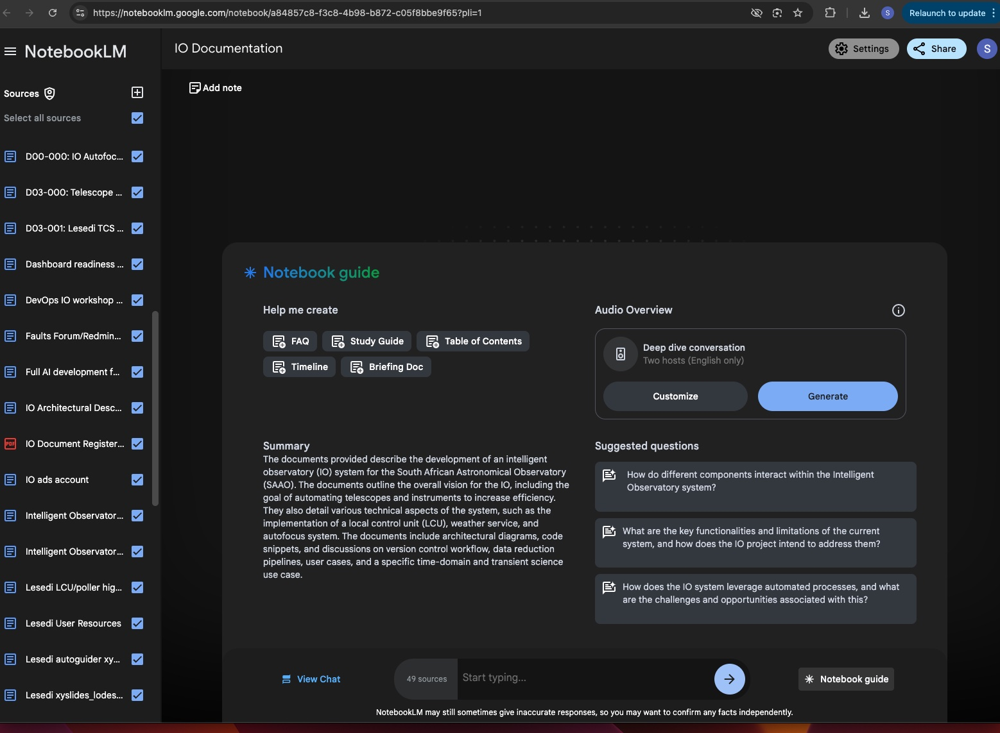 https://notebooklm.google.com/notebook/a84857c8-f3c8-4b98-b872-c05f8bbe9f65?pli=1
S
Relaunch to update
NotebookLM
IO Documentation
Settings
Share
S
Sources
Add note
Select all sources
D00-000: IO Autofoc...
D03-000: Telescope ...
D03-001: Lesedi TCS ...
Dashboard readiness ...
DevOps IO workshop ...
Faults Forum/Redmin...
Full AI development f...
IO Architectural Desc...
PDF
IO Document Register...
IO ads account
Intelligent Observator...
Intelligent Observator...
Lesedi LCU/poller hig...
Lesedi User Resources
Lesedi autoguider xy...
Lesedi xyslides_lodes...
Notebook guide
Help me create
FAQ
Study Guide
Table of Contents
Timeline
Briefing Doc
Audio Overview
Deep dive conversation
Two hosts (English only)
Customize
Generate
Summary
The documents provided describe the development of an intelligent
observatory (IO) system for the South African Astronomical Observatory
(SAAO). The documents outline the overall vision for the IO, including the
goal of automating telescopes and instruments to increase efficiency.
They also detail various technical aspects of the system, such as the
implementation of a local control unit (LCU), weather service, and
autofocus system. The documents include architectural diagrams, code
snippets, and discussions on version control workflow, data reduction
pipelines, user cases, and a specific time-domain and transient science
use case.
Suggested questions
How do different components interact within the Intelligent
Observatory system?
What are the key functionalities and limitations of the current
system, and how does the IO project intend to address them?
How does the IO system leverage automated processes, and what
are the challenges and opportunities associated with this?
View Chat
49 sources
Start typing...
Notebook guide
NotebookLM may still sometimes give inaccurate responses, so you may want to confirm any facts independently.